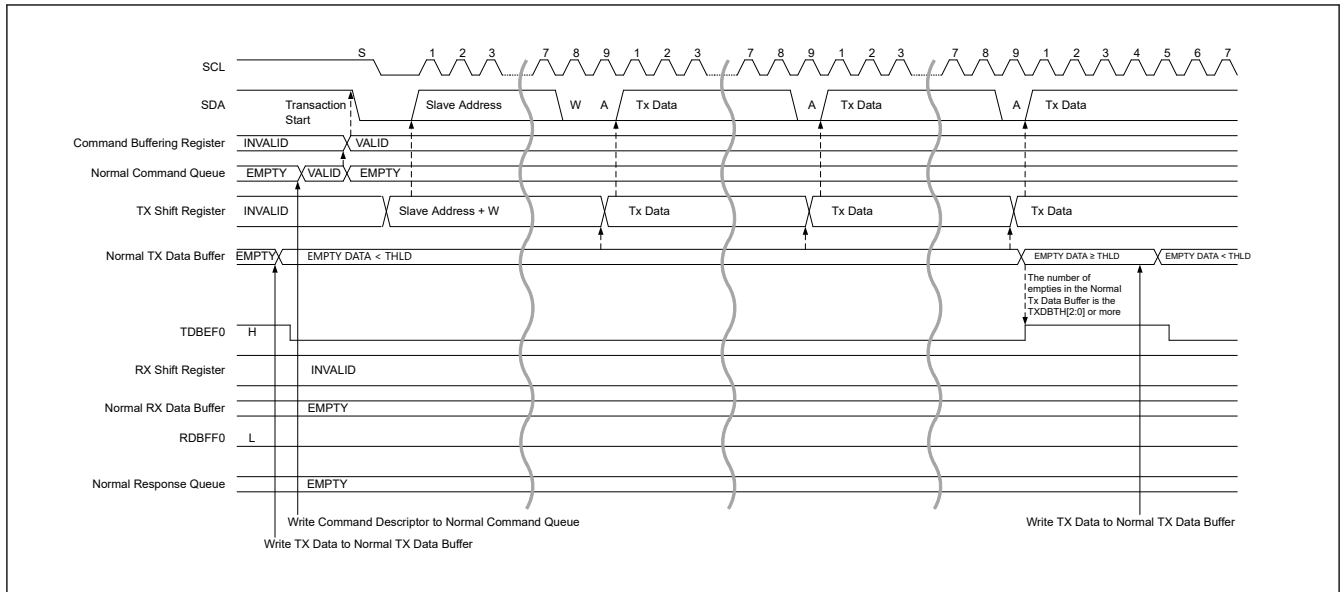 S 1 2 3 7 8 9 1 2 3 7 8 9 1 2 3 7 8 9 1 2 3 4 5 6 7
SCL
SDA Transaction Start Slave Address W A Tx Data A Tx Data A Tx Data
Command Buffering Register INVALID VALID
Normal Command Queue EMPTY VALID EMPTY
TX Shift Register INVALID Slave Address + W Tx Data Tx Data Tx Data
Normal TX Data Buffer EMPTY EMPTY DATA < THLD EMPTY DATA ≥ THLD EMPTY DATA < THLD
The number of
empties in the Normal
Tx Data Buffer is the
TXDBTH[2:0] or more
TDBEF0 H
RX Shift Register INVALID
Normal RX Data Buffer EMPTY
RDBFF0 L
Normal Response Queue EMPTY
Write Command Descriptor to Normal Command Queue Write TX Data to Normal TX Data Buffer
Write TX Data to Normal TX Data Buffer